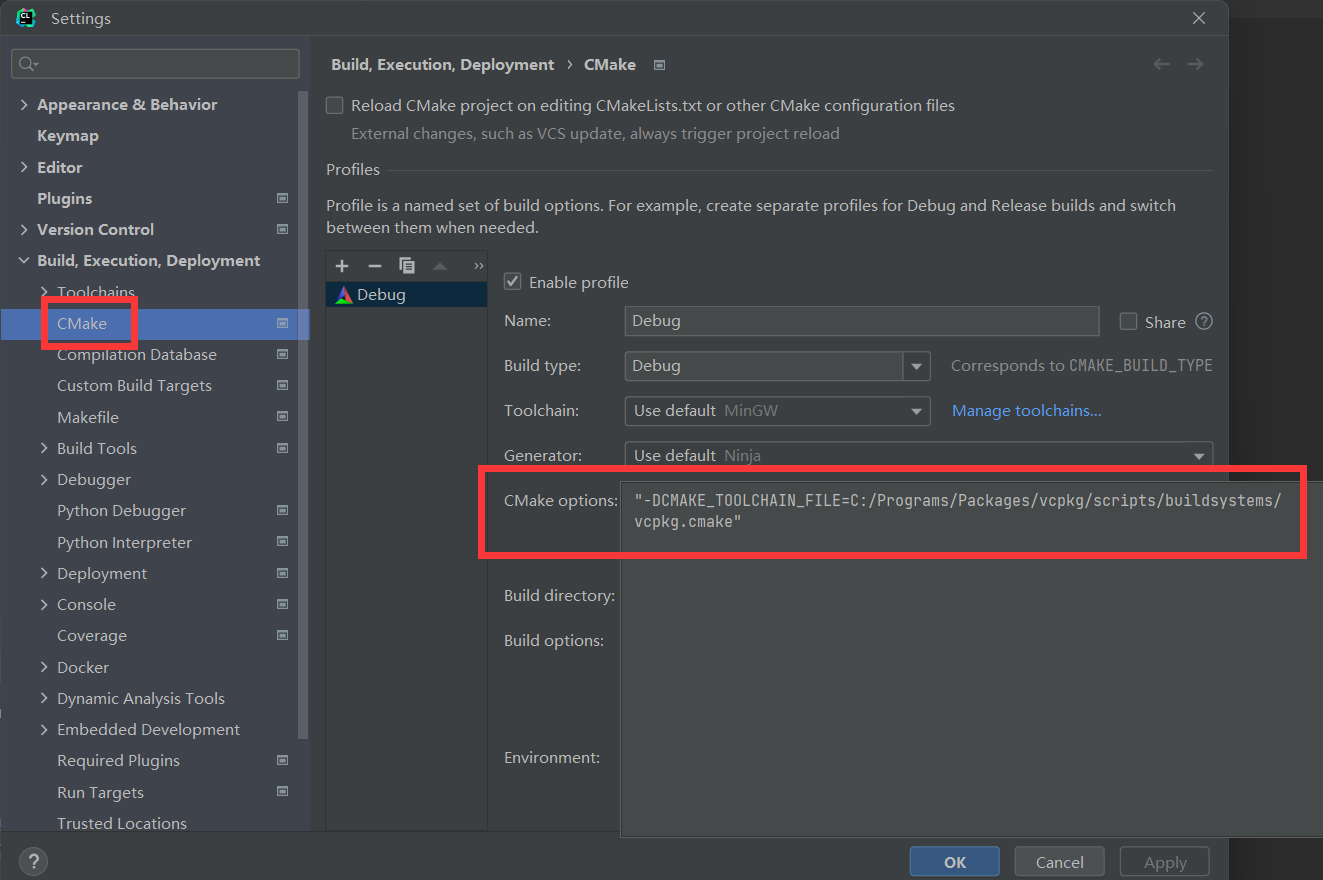 CL
Settings
Appearance & Behavior
Keymap
Editor
Plugins
Version Control
Build, Execution, Deployment
Toolchains
CMake
Compilation Database
Custom Build Targets
Makefile
Build Tools
Debugger
Python Debugger
Python Interpreter
Deployment
Console
Coverage
Docker
Dynamic Analysis Tools
Embedded Development
Required Plugins
Run Targets
Trusted Locations
?
Build, Execution, Deployment › CMake
Reload CMake project on editing CMakeLists.txt or other CMake configuration files
External changes, such as VCS update, always trigger project reload
Profiles
Profile is a named set of build options. For example, create separate profiles for Debug and Release builds and switch
between them when needed.
Debug
Enable profile
Name: Debug Share ?
Build type: Debug Corresponds to CMAKE_BUILD_TYPE
Toolchain: Use default MinGW Manage toolchains...
Generator: Use default Ninja
CMake options: "-DCMAKE_TOOLCHAIN_FILE=C:/Programs/Packages/vcpkg/scripts/buildsystems/
vcpkg.cmake"
Build directory:
Build options:
Environment:
OK Cancel Apply